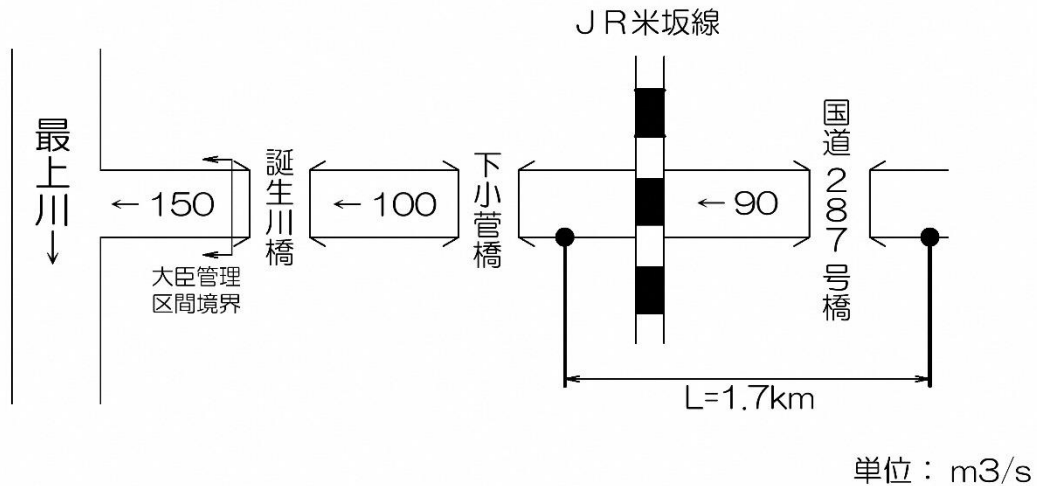 JR米坂線
最上川↓
←150
誕生川橋
←100
下小菅橋
←90
国道287号橋
大臣管理
区間境界
L=1.7km
単位：m3/s